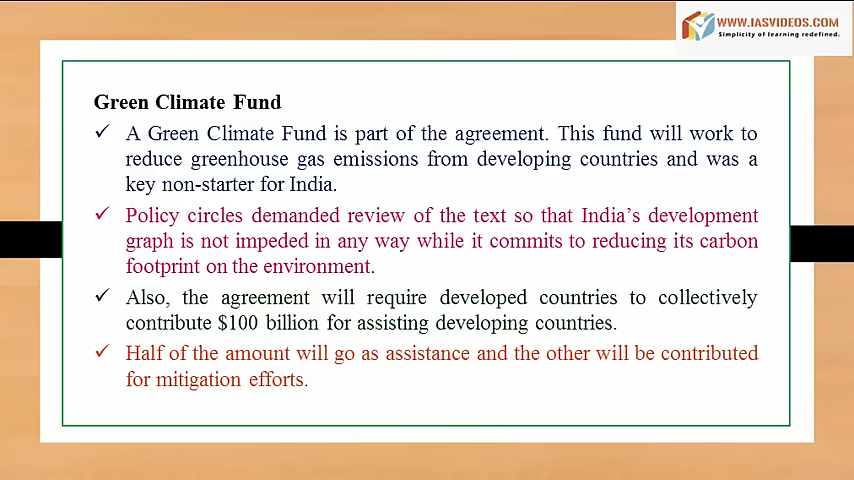 WWW.IASVIDEOS.COM
Simplicity of learning redefined.
Green Climate Fund
✓ A Green Climate Fund is part of the agreement. This fund will work to
reduce greenhouse gas emissions from developing countries and was a
key non-starter for India.
✓ Policy circles demanded review of the text so that India's development
graph is not impeded in any way while it commits to reducing its carbon
footprint on the environment.
✓ Also, the agreement will require developed countries to collectively
contribute $100 billion for assisting developing countries.
✓ Half of the amount will go as assistance and the other will be contributed
for mitigation efforts.